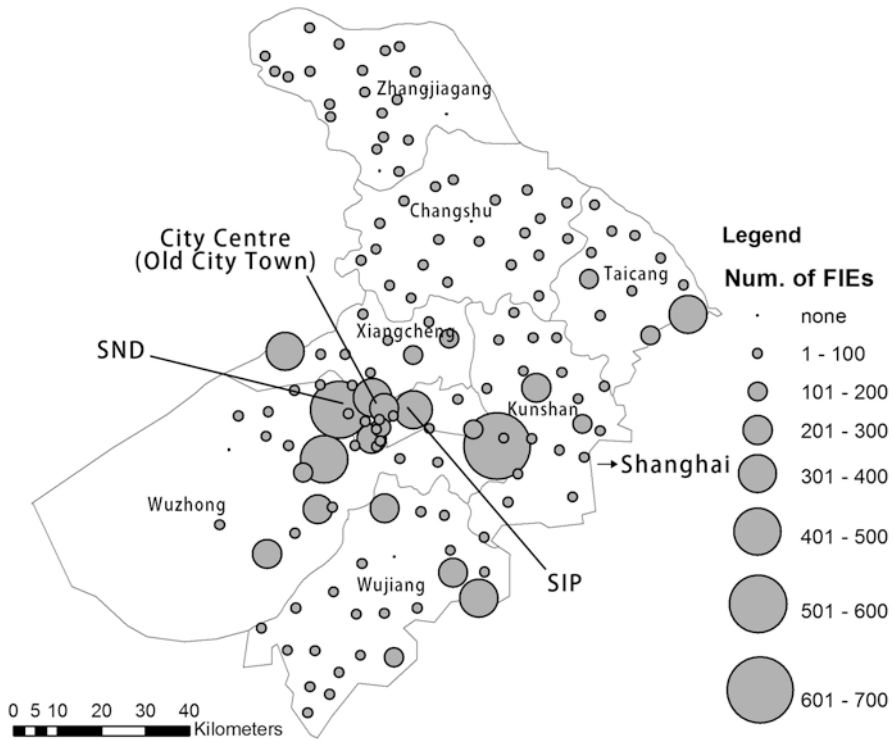 Zhangjiagang
Changshu
City Centre
(Old City Town)
Taicang
Xiangcheng
SND
Kunshan
→Shanghai
Wuzhong
Wujiang
SIP
0 5 10 20 30 40
Kilometers
Legend
Num. of FIEs
none
1 - 100
101 - 200
201 - 300
301 - 400
401 - 500
501 - 600
601 - 700